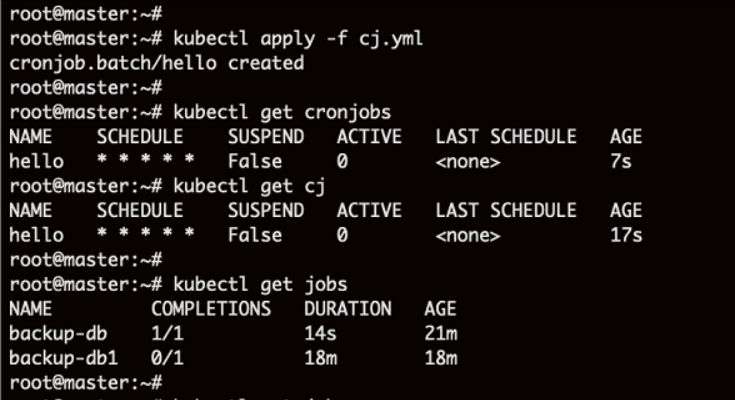 root@master:~#
root@master:~# kubectl apply -f cj.yml
cronjob.batch/hello created
root@master:~#
root@master:~# kubectl get cronjobs
NAME    SCHEDULE    SUSPEND   ACTIVE   LAST SCHEDULE   AGE
hello   * * * * *   False     0        <none>          7s
root@master:~# kubectl get cj
NAME    SCHEDULE    SUSPEND   ACTIVE   LAST SCHEDULE   AGE
hello   * * * * *   False     0        <none>          17s
root@master:~#
root@master:~# kubectl get jobs
NAME         COMPLETIONS   DURATION   AGE
backup-db    1/1           14s        21m
backup-db1   0/1           18m        18m
root@master:~#